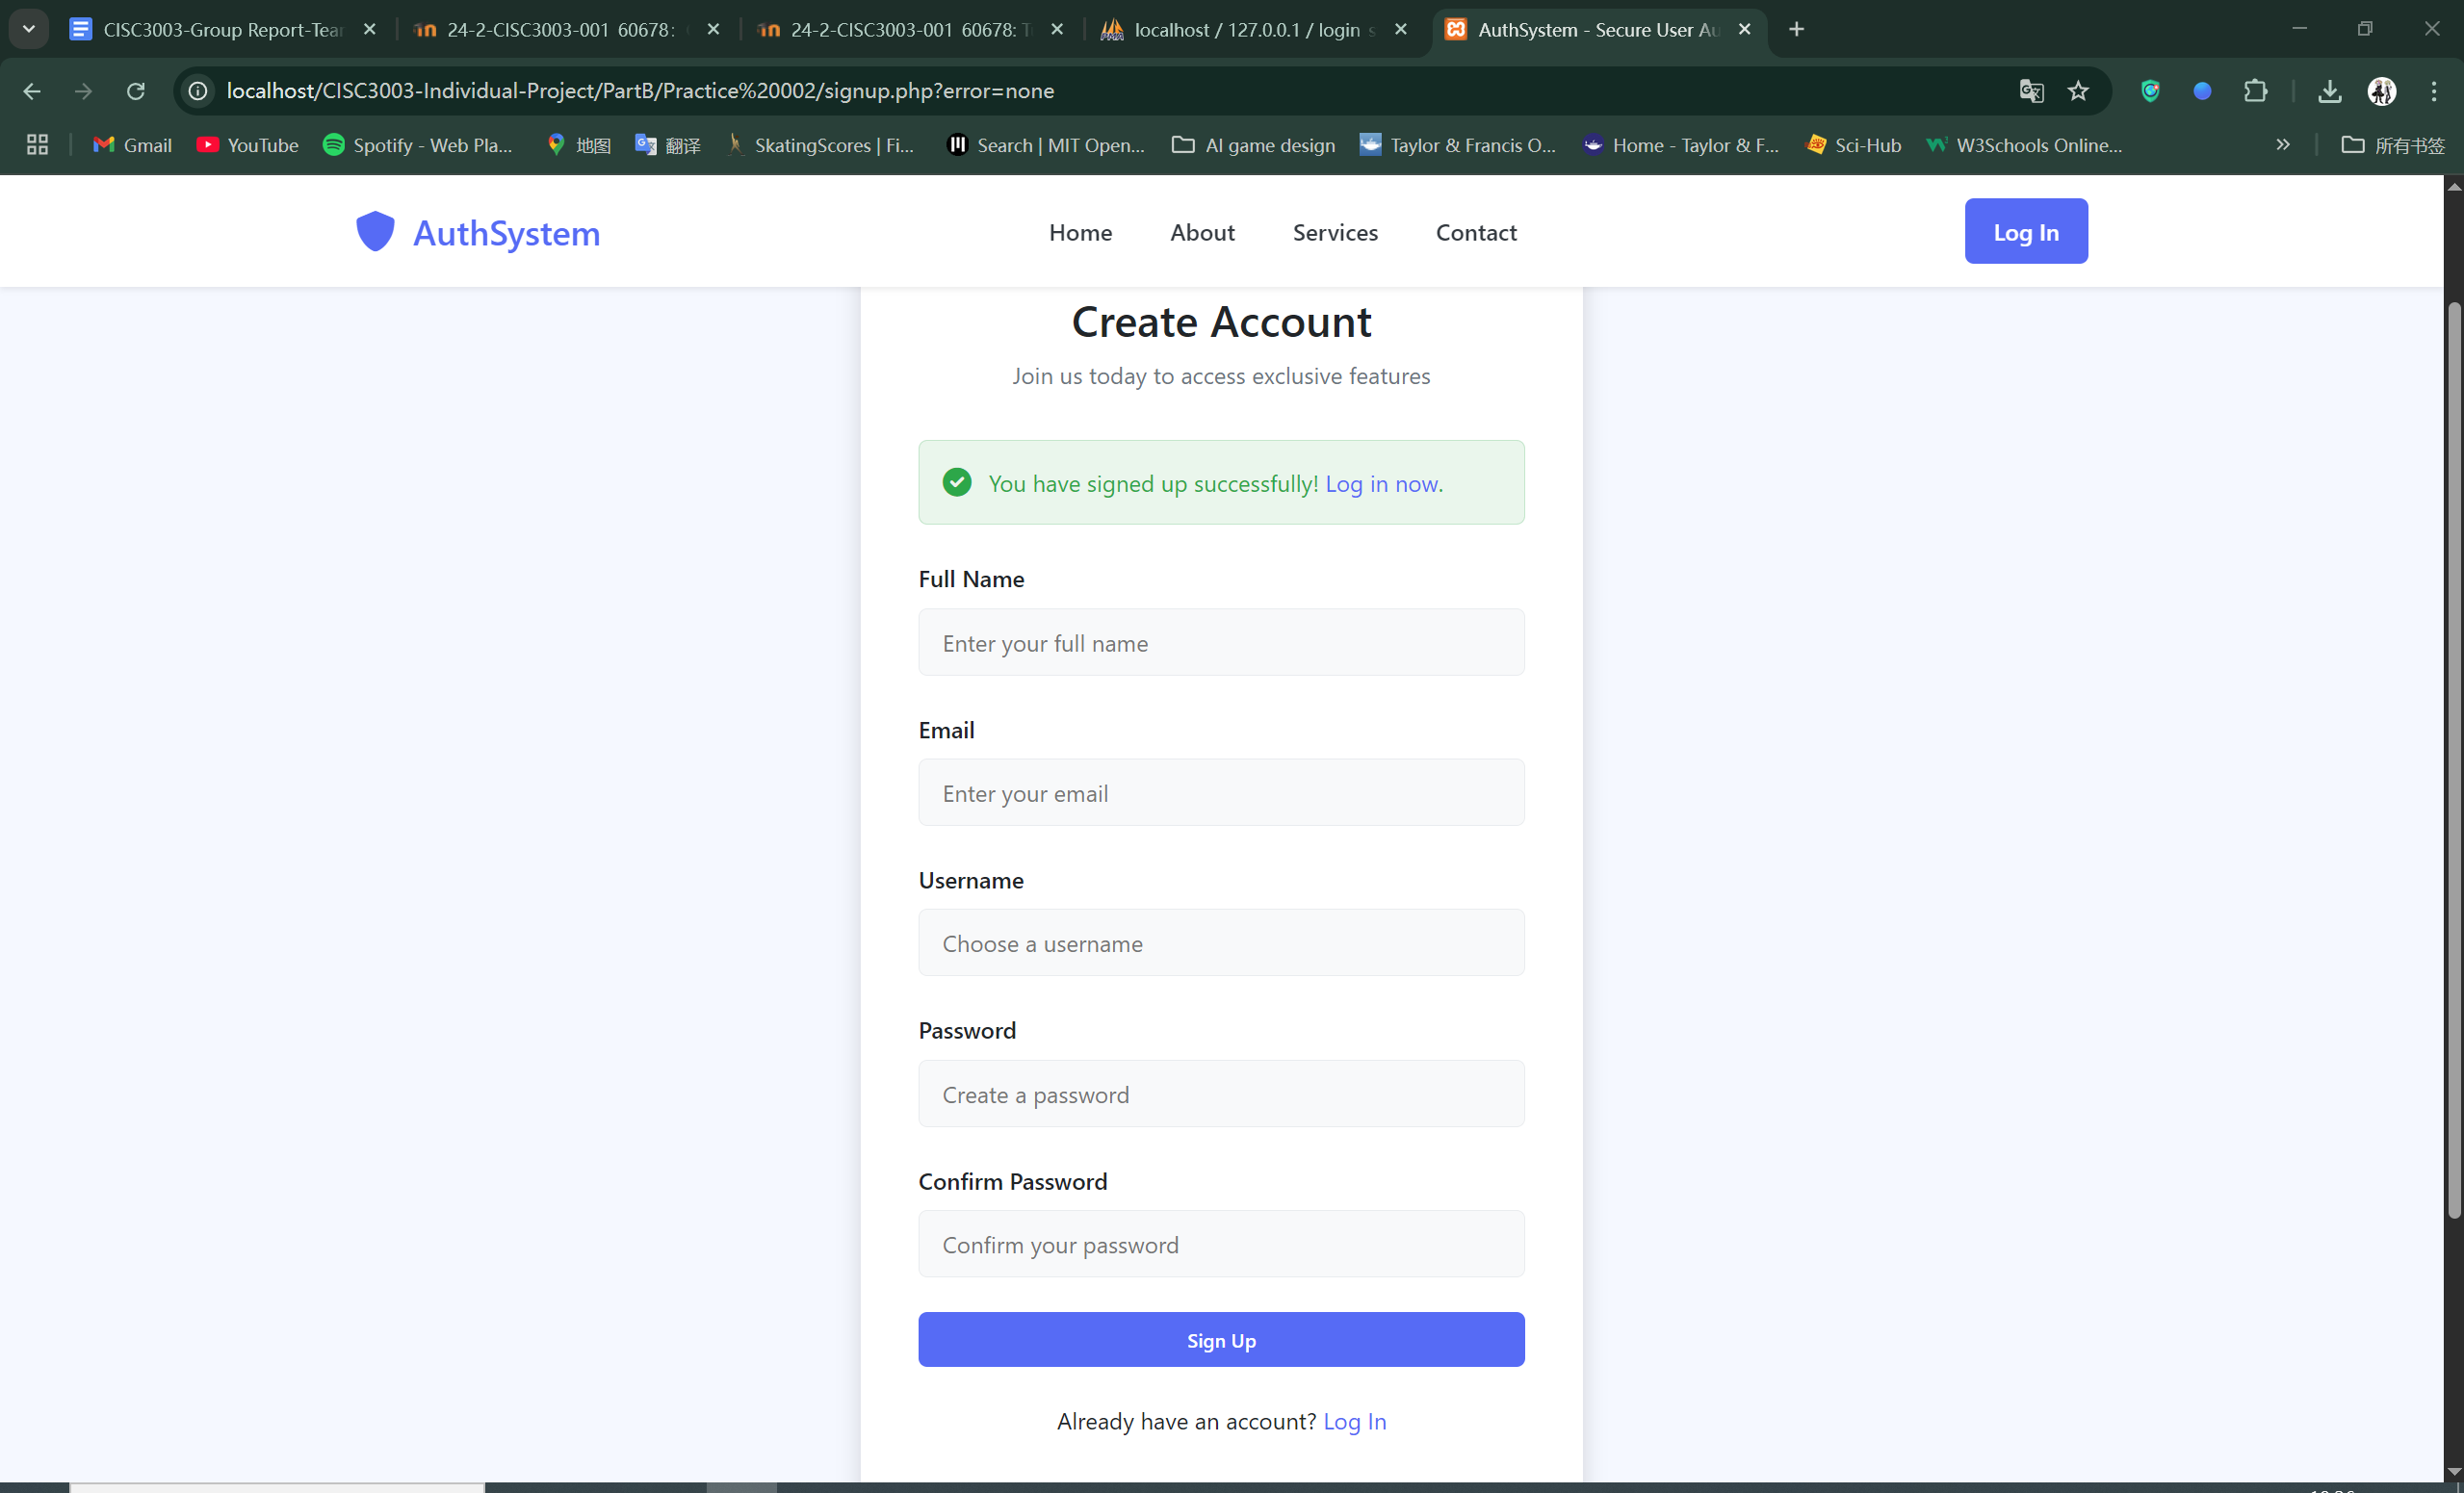 CISC3003-Group Report-Tear
24-2-CISC3003-001 60678:
24-2-CISC3003-001 60678: T
localhost / 127.0.0.1 / login s
AuthSystem - Secure User Au
localhost/CISC3003-Individual-Project/PartB/Practice%20002/signup.php?error=none
Gmail
YouTube
Spotify - Web Pla...
地图
翻译
SkatingScores | Fi...
Search | MIT Open...
AI game design
Taylor & Francis O...
Home - Taylor & F...
Sci-Hub
W3Schools Online...
所有书签
AuthSystem
Home
About
Services
Contact
Log In
Create Account
Join us today to access exclusive features
You have signed up successfully! Log in now.
Full Name
Enter your full name
Email
Enter your email
Username
Choose a username
Password
Create a password
Confirm Password
Confirm your password
Sign Up
Already have an account? Log In